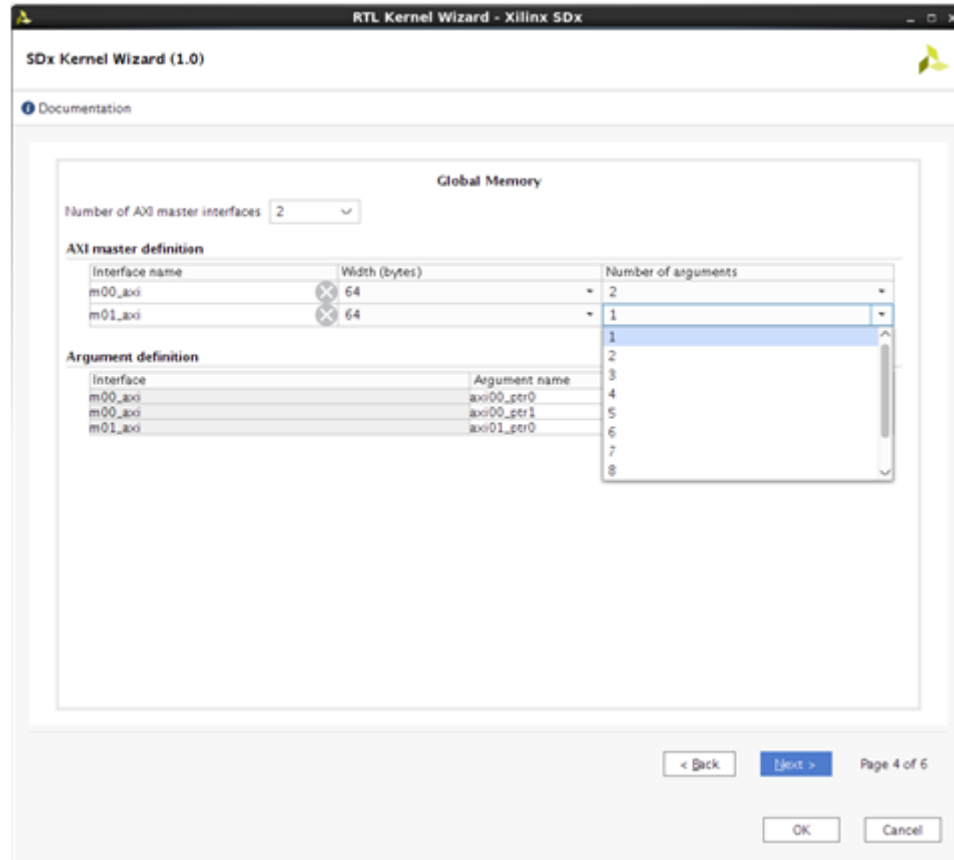 RTL Kernel Wizard - Xilinx SDx
SDx Kernel Wizard (1.0)
Documentation
Global Memory
Number of AXI master interfaces 2
AXI master definition
Interface name Width (bytes) Number of arguments
m00_axi 64 2
m01_axi 64 1
1
Argument definition
2
Interface Argument name
3
m00_axi axi00_ptr0
4
m00_axi axi00_ptr1
5
m01_axi axi01_ptr0
6
7
8
< Back Next > Page 4 of 6
OK Cancel